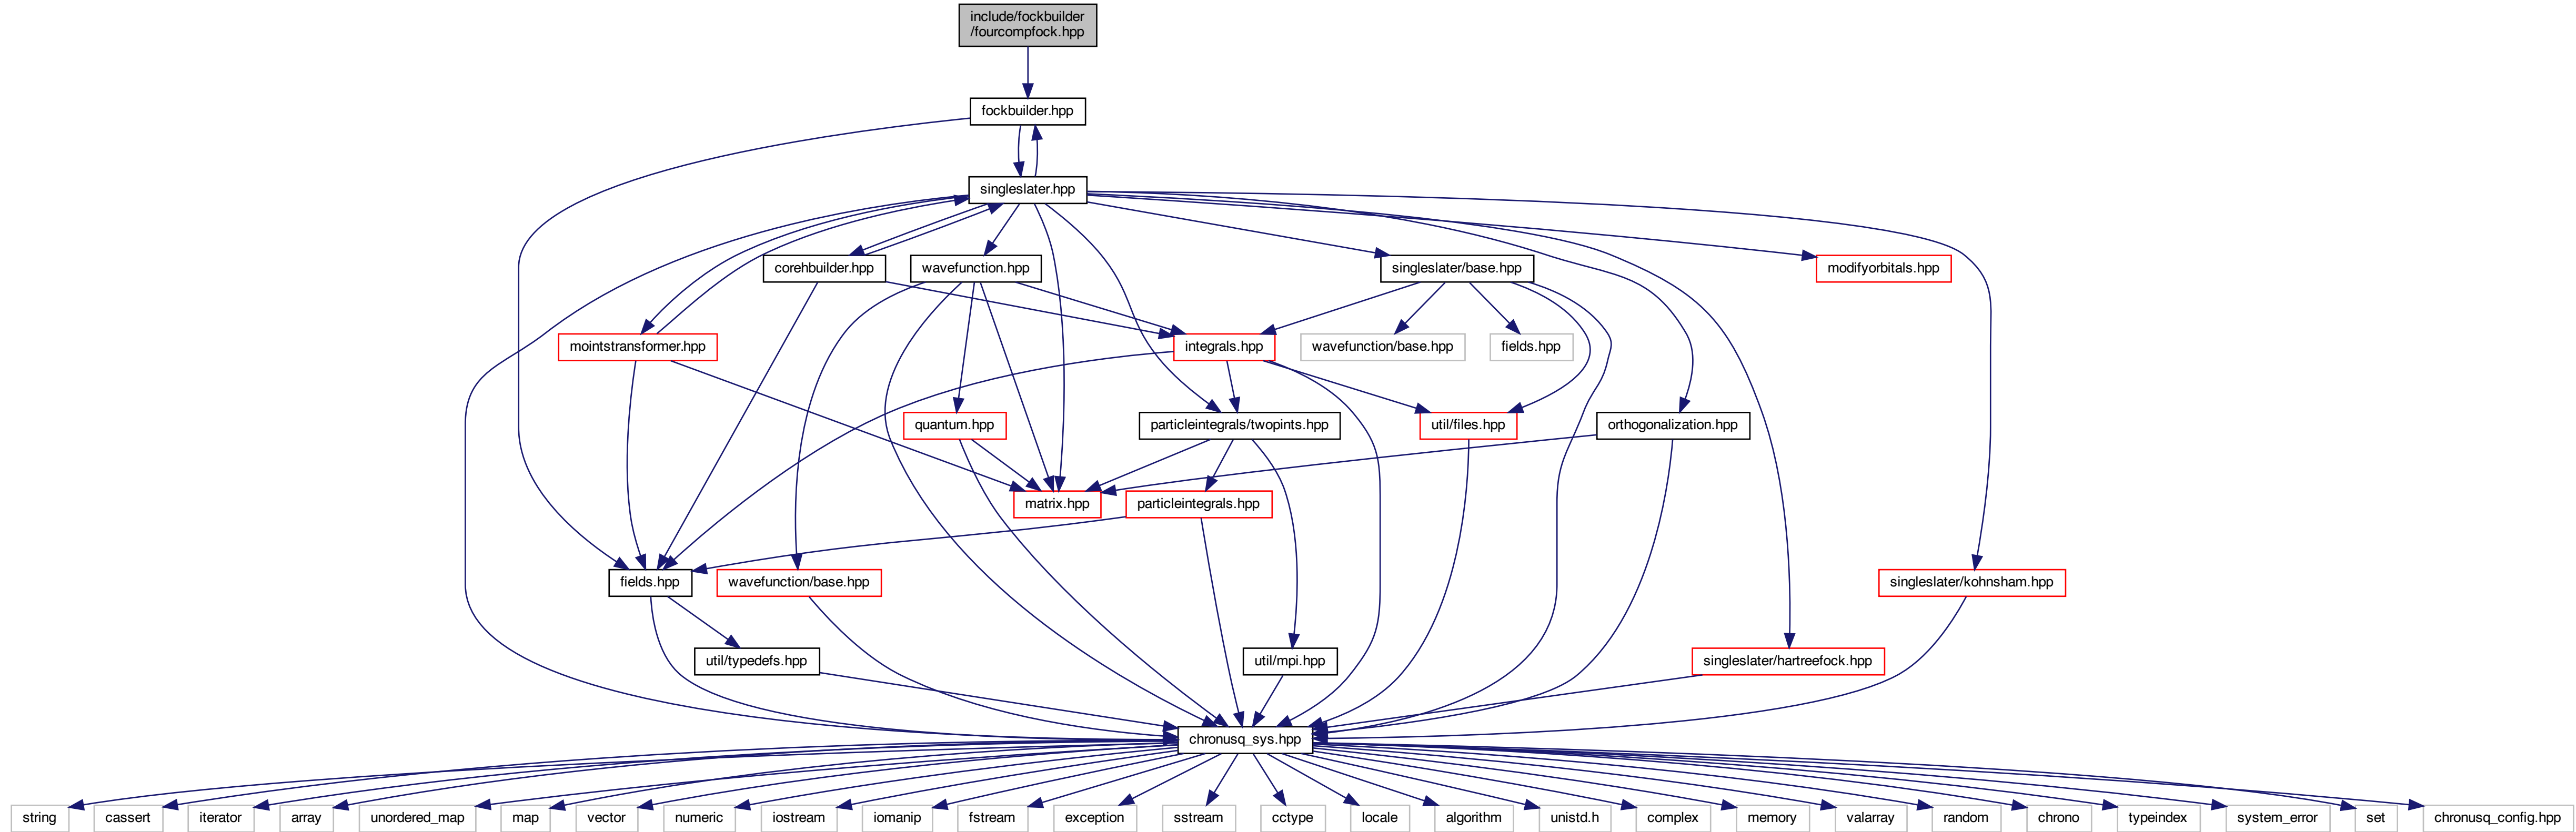 include/fockbuilder
/fourcompfock.hpp
fockbuilder.hpp
singleslater.hpp
corehbuilder.hpp
wavefunction.hpp
singleslater/base.hpp
modifyorbitals.hpp
mointstransformer.hpp
integrals.hpp
wavefunction/base.hpp
fields.hpp
quantum.hpp
particleintegrals/twopints.hpp
util/files.hpp
orthogonalization.hpp
matrix.hpp
particleintegrals.hpp
fields.hpp
wavefunction/base.hpp
singleslater/kohnsham.hpp
util/typedefs.hpp
util/mpi.hpp
singleslater/hartreefock.hpp
chronusq_sys.hpp
string
cassert
iterator
array
unordered_map
map
vector
numeric
iostream
iomanip
fstream
exception
sstream
cctype
locale
algorithm
unistd.h
complex
memory
valarray
random
chrono
typeindex
system_error
set
chronusq_config.hpp